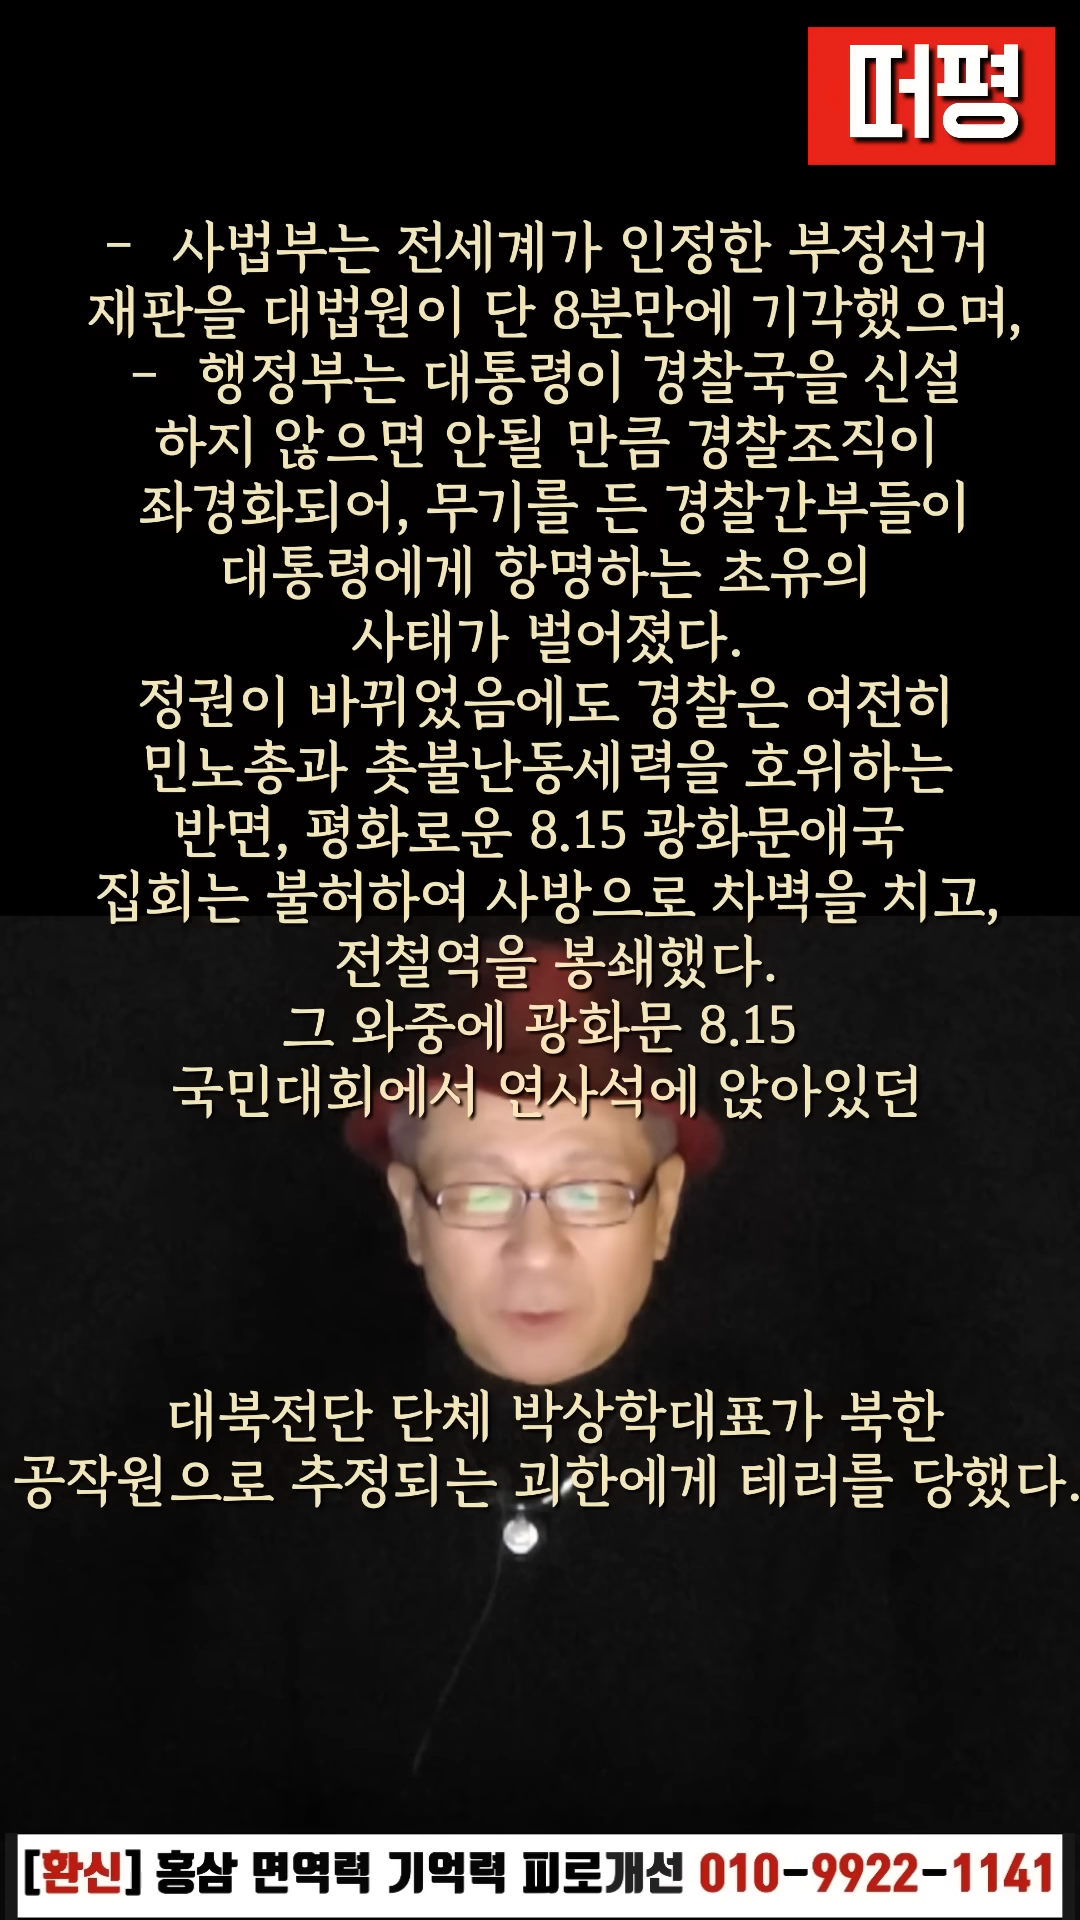 떠평
- 사법부는 전세계가 인정한 부정선거
재판을 대법원이 단 8분만에 기각했으며,
- 행정부는 대통령이 경찰국을 신설
하지 않으면 안될 만큼 경찰조직이
좌경화되어, 무기를 든 경찰간부들이
대통령에게 항명하는 초유의
사태가 벌어졌다.
정권이 바뀌었음에도 경찰은 여전히
민노총과 촛불난동세력을 호위하는
반면, 평화로운 8.15 광화문애국
집회는 불허하여 사방으로 차벽을 치고,
전철역을 봉쇄했다.
그 와중에 광화문 8.15
국민대회에서 연사석에 앉아있던
대북전단 단체 박상학대표가 북한
공작원으로 추정되는 괴한에게 테러를 당했다.
[환신] 홍삼 면역력 기억력 피로개선 010-9922-1141